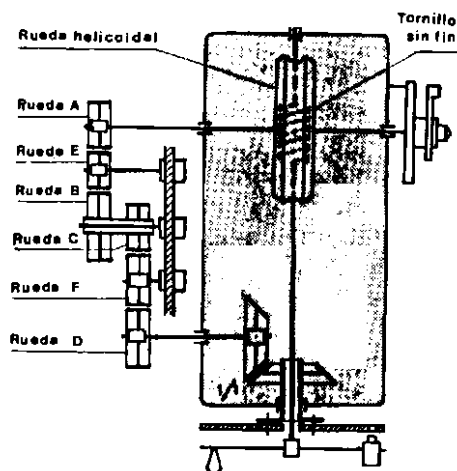 Tornillo
sin fin
Rueda helicoidal
Rueda A
Rueda E
Rueda B
Rueda C
Rueda F
Rueda D